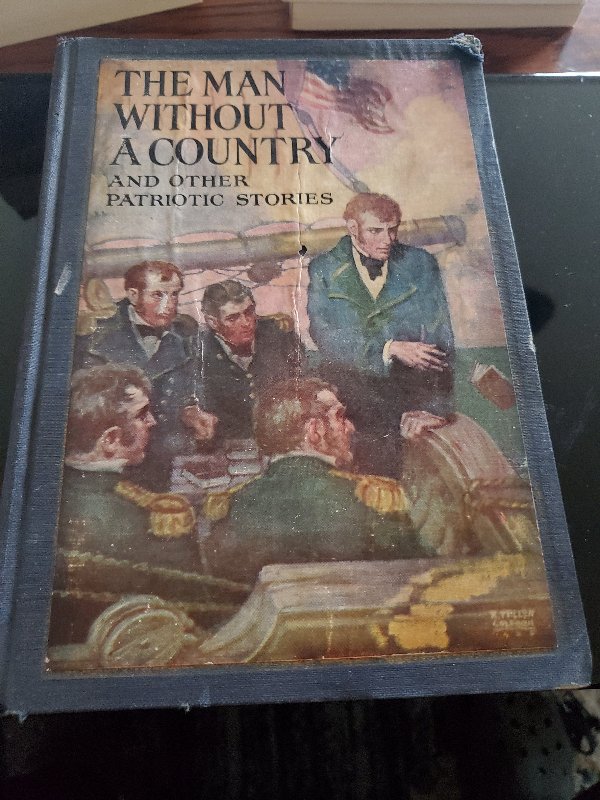 THE MAN
WITHOUT
A COUNTRY
AND OTHER
PATRIOTIC STORIES